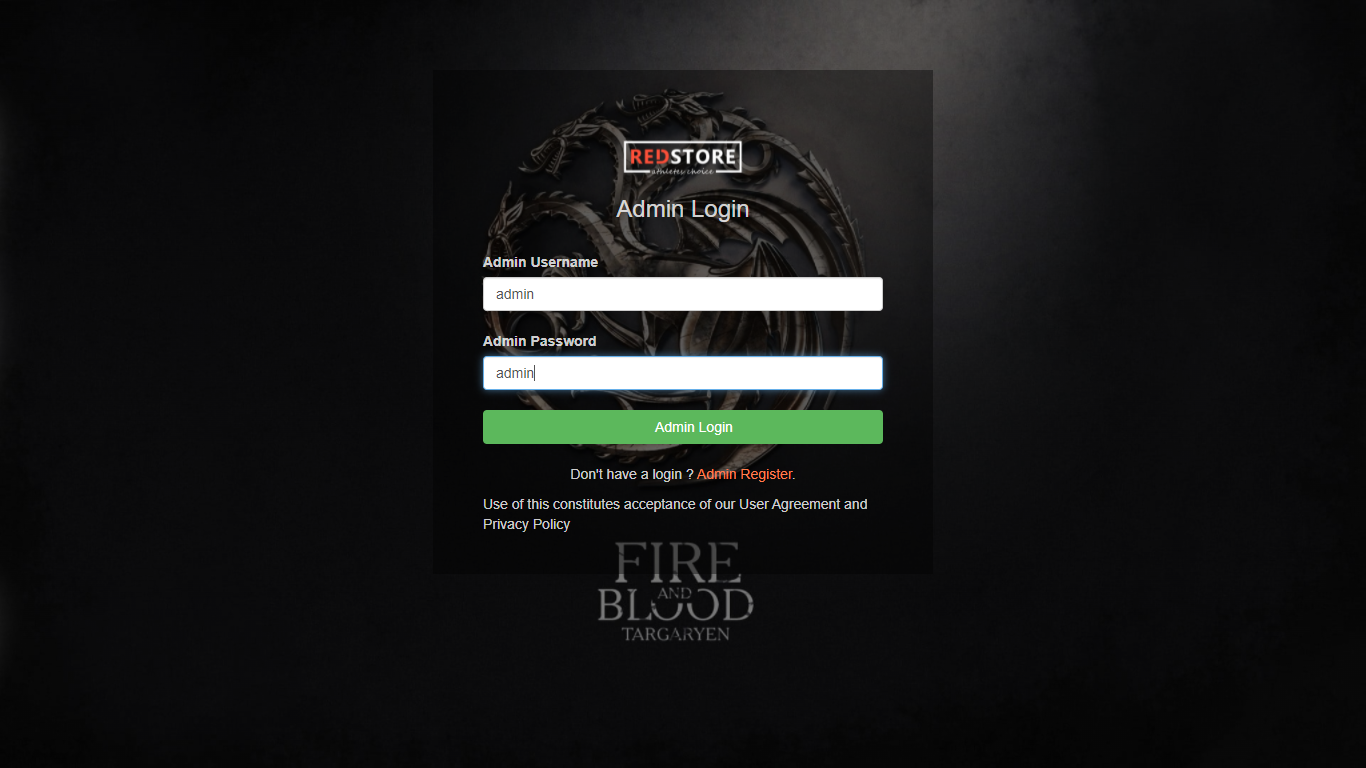 REDSTORE
athletes choice
Admin Login
Admin Username
admin
Admin Password
admin
Admin Login
Don't have a login ? Admin Register.
Use of this constitutes acceptance of our User Agreement and
Privacy Policy
FIRE
AND
BLOOD
TARGARYEN